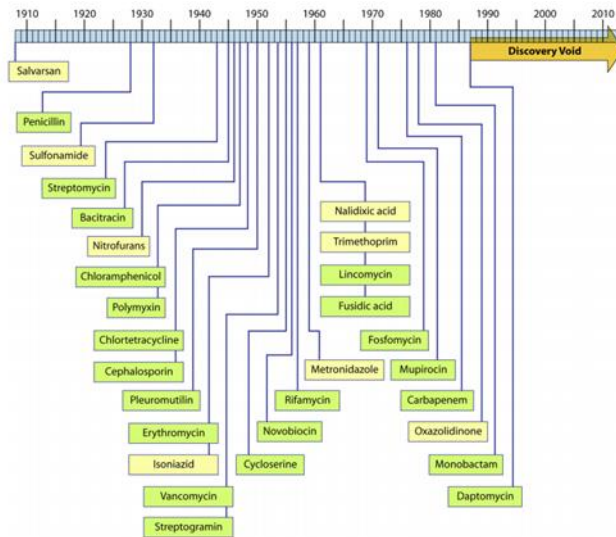 1910 1920 1930 1940 1950 1960 1970 1980 1990 2000 2010
Discovery Void
Salvarsan
Penicillin
Sulfonamide
Streptomycin
Bacitracin
Nitrofurans
Chloramphenicol
Polymyxin
Chlortetracycline
Cephalosporin
Pleuromutilin
Erythromycin
Isoniazid
Vancomycin
Streptogramin
Cycloserine
Novobiocin
Rifamycin
Metronidazole
Nalidixic acid
Trimethoprim
Lincomycin
Fusidic acid
Fosfomycin
Mupirocin
Carbapenem
Oxazolidinone
Monobactam
Daptomycin